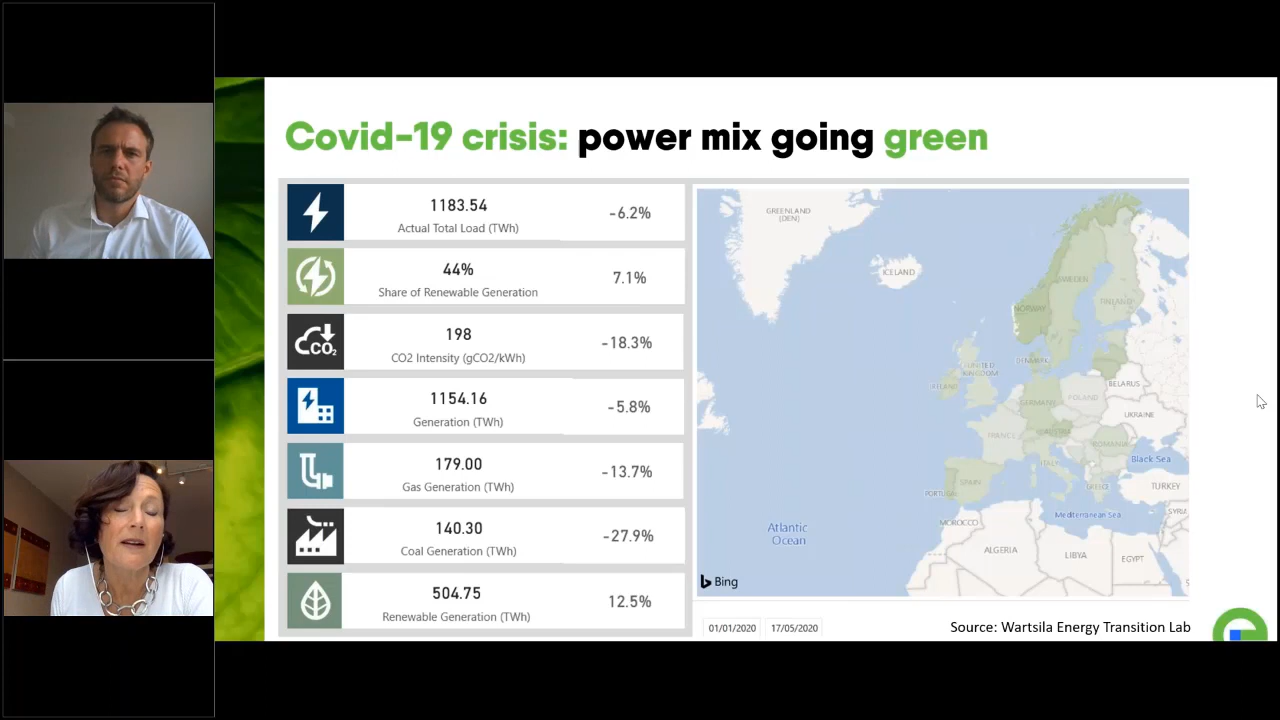 Covid-19 crisis: power mix going green
1183.54
Actual Total Load (TWh)
-6.2%
44%
Share of Renewable Generation
7.1%
198
CO2 Intensity (gCO2/kWh)
-18.3%
1154.16
Generation (TWh)
-5.8%
179.00
Gas Generation (TWh)
-13.7%
140.30
Coal Generation (TWh)
-27.9%
504.75
Renewable Generation (TWh)
12.5%
CO₂
GREENLAND
(DEN)
ICELAND
SWEDEN
FINLAND
NORWAY
UNITED
KINGDOM
DENMARK
IRELAND
BELARUS
POLAND
GERMANY
UKRAINE
FRANCE
AUSTRIA
ROMANIA
ITALY
Black Sea
PORTUGAL
SPAIN
GREECE
TURKEY
Mediterranean Sea
SYRIA
MOROCCO
Atlantic
Ocean
ALGERIA
LIBYA
EGYPT
Bing
01/01/2020
17/05/2020
Source: Wartsila Energy Transition Lab